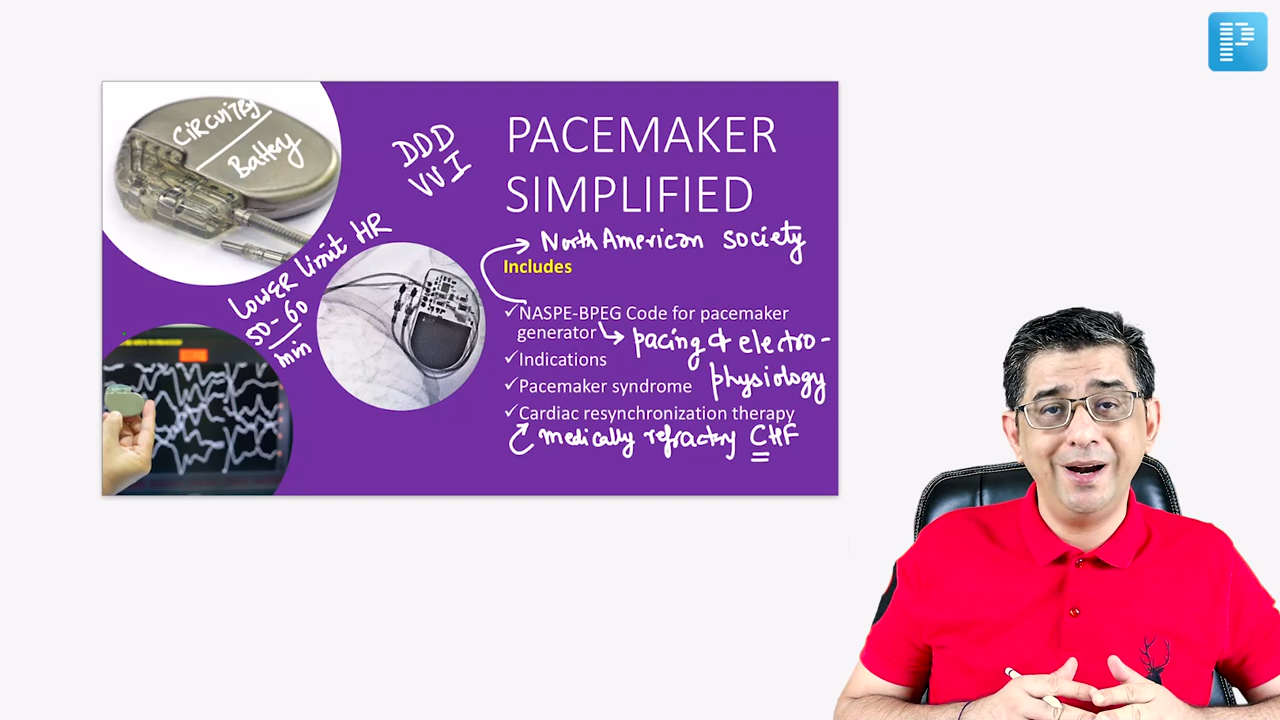 P
CIRCUITRY
Battery
DDD
VVI
PACEMAKER
SIMPLIFIED
North American society
Includes
LOWER limit HR
50-60
min
✓NASPE-BPEG Code for pacemaker
generator
pacing & electro-
physiology
✓Indications
✓Pacemaker syndrome
✓Cardiac resynchronization therapy
medically refractry CHF